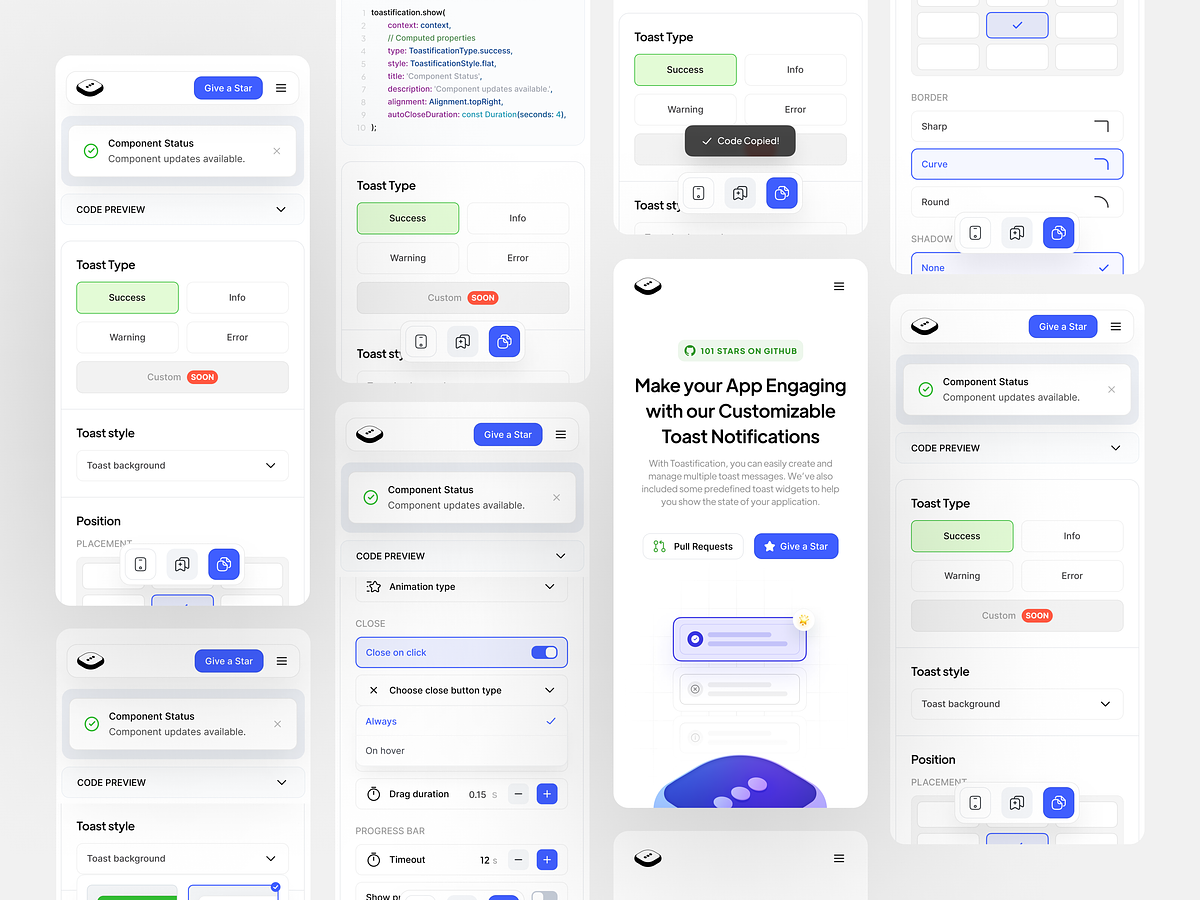 Give a Star
Component Status
Component updates available.
CODE PREVIEW
Toast Type
Success
Info
Warning
Error
Custom SOON
Toast style
Toast background
Position
PLACEMENT
Give a Star
Component Status
Component updates available.
CODE PREVIEW
Toast style
Toast background
1 toastification.show(
2 context: context,
3 // Computed properties
4 type: ToastificationType.success,
5 style: ToastificationStyle.flat,
6 title: 'Component Status',
7 description: 'Component updates available.',
8 alignment: Alignment.topRight,
9 autoCloseDuration: const Duration(seconds: 4),
10 );
Toast Type
Success
Info
Warning
Error
Custom SOON
Toast sty
Give a Star
Component Status
Component updates available.
CODE PREVIEW
Animation type
CLOSE
Close on click
Choose close button type
Always
On hover
Drag duration 0.15 s
PROGRESS BAR
Timeout 12 s
Show pr
Toast Type
Success
Info
Warning
Error
Code Copied!
Toast sty
101 STARS ON GITHUB
Make your App Engaging
with our Customizable
Toast Notifications
With Toastification, you can easily create and
manage multiple toast messages. We've also
included some predefined toast widgets to help
you show the state of your application.
Pull Requests
Give a Star
BORDER
Sharp
Curve
Round
SHADOW
None
Give a Star
Component Status
Component updates available.
CODE PREVIEW
Toast Type
Success
Info
Warning
Error
Custom SOON
Toast style
Toast background
Position
PLACEMENT